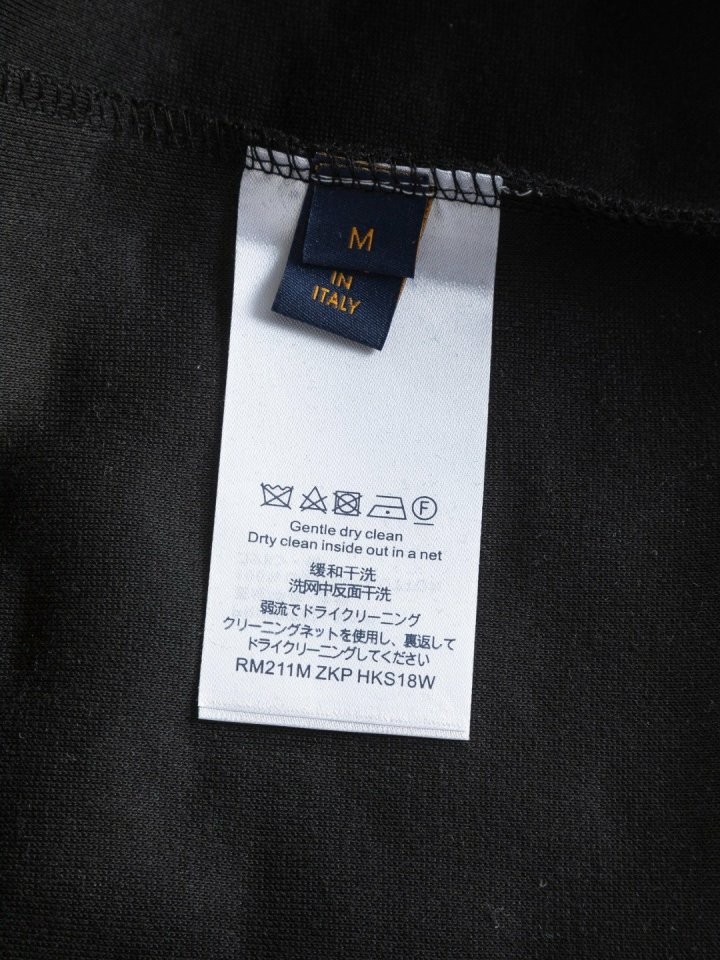 M
IN
ITALY
F
Gentle dry clean
Drty clean inside out in a net
缓和干洗
洗网中反面干洗
弱流でドライクリーニング
クリーニングネットを使用し、裏返して
ドライクリーニングしてください
RM211M ZKP HKS18W